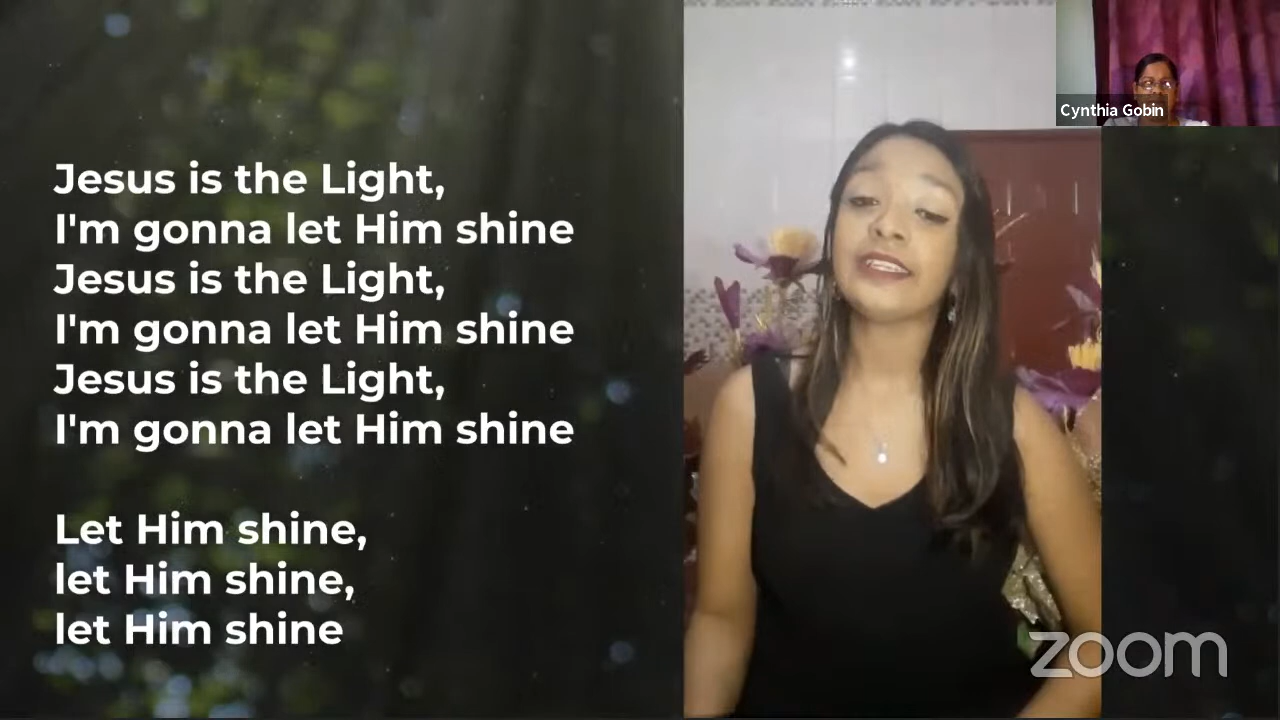 Jesus is the Light,
I'm gonna let Him shine
Jesus is the Light,
I'm gonna let Him shine
Jesus is the Light,
I'm gonna let Him shine
Let Him shine,
let Him shine,
let Him shine
Cynthia Gobin
zoom